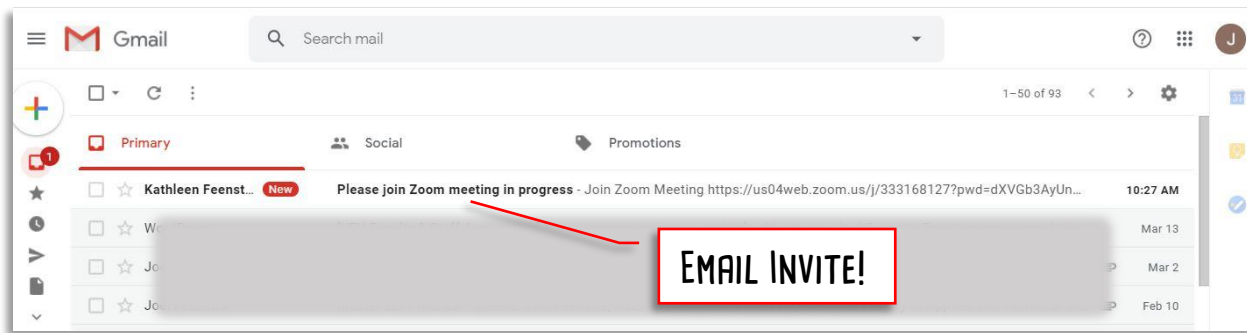 Gmail Search mail J
1–50 of 93 31
Primary Social Promotions
1
Kathleen Feenst... New Please join Zoom meeting in progress - Join Zoom Meeting https://us04web.zoom.us/j/333168127?pwd=dXVGb3AyUn... 10:27 AM
Mar 13
EMAIL INVITE!
Mar 2
Feb 10